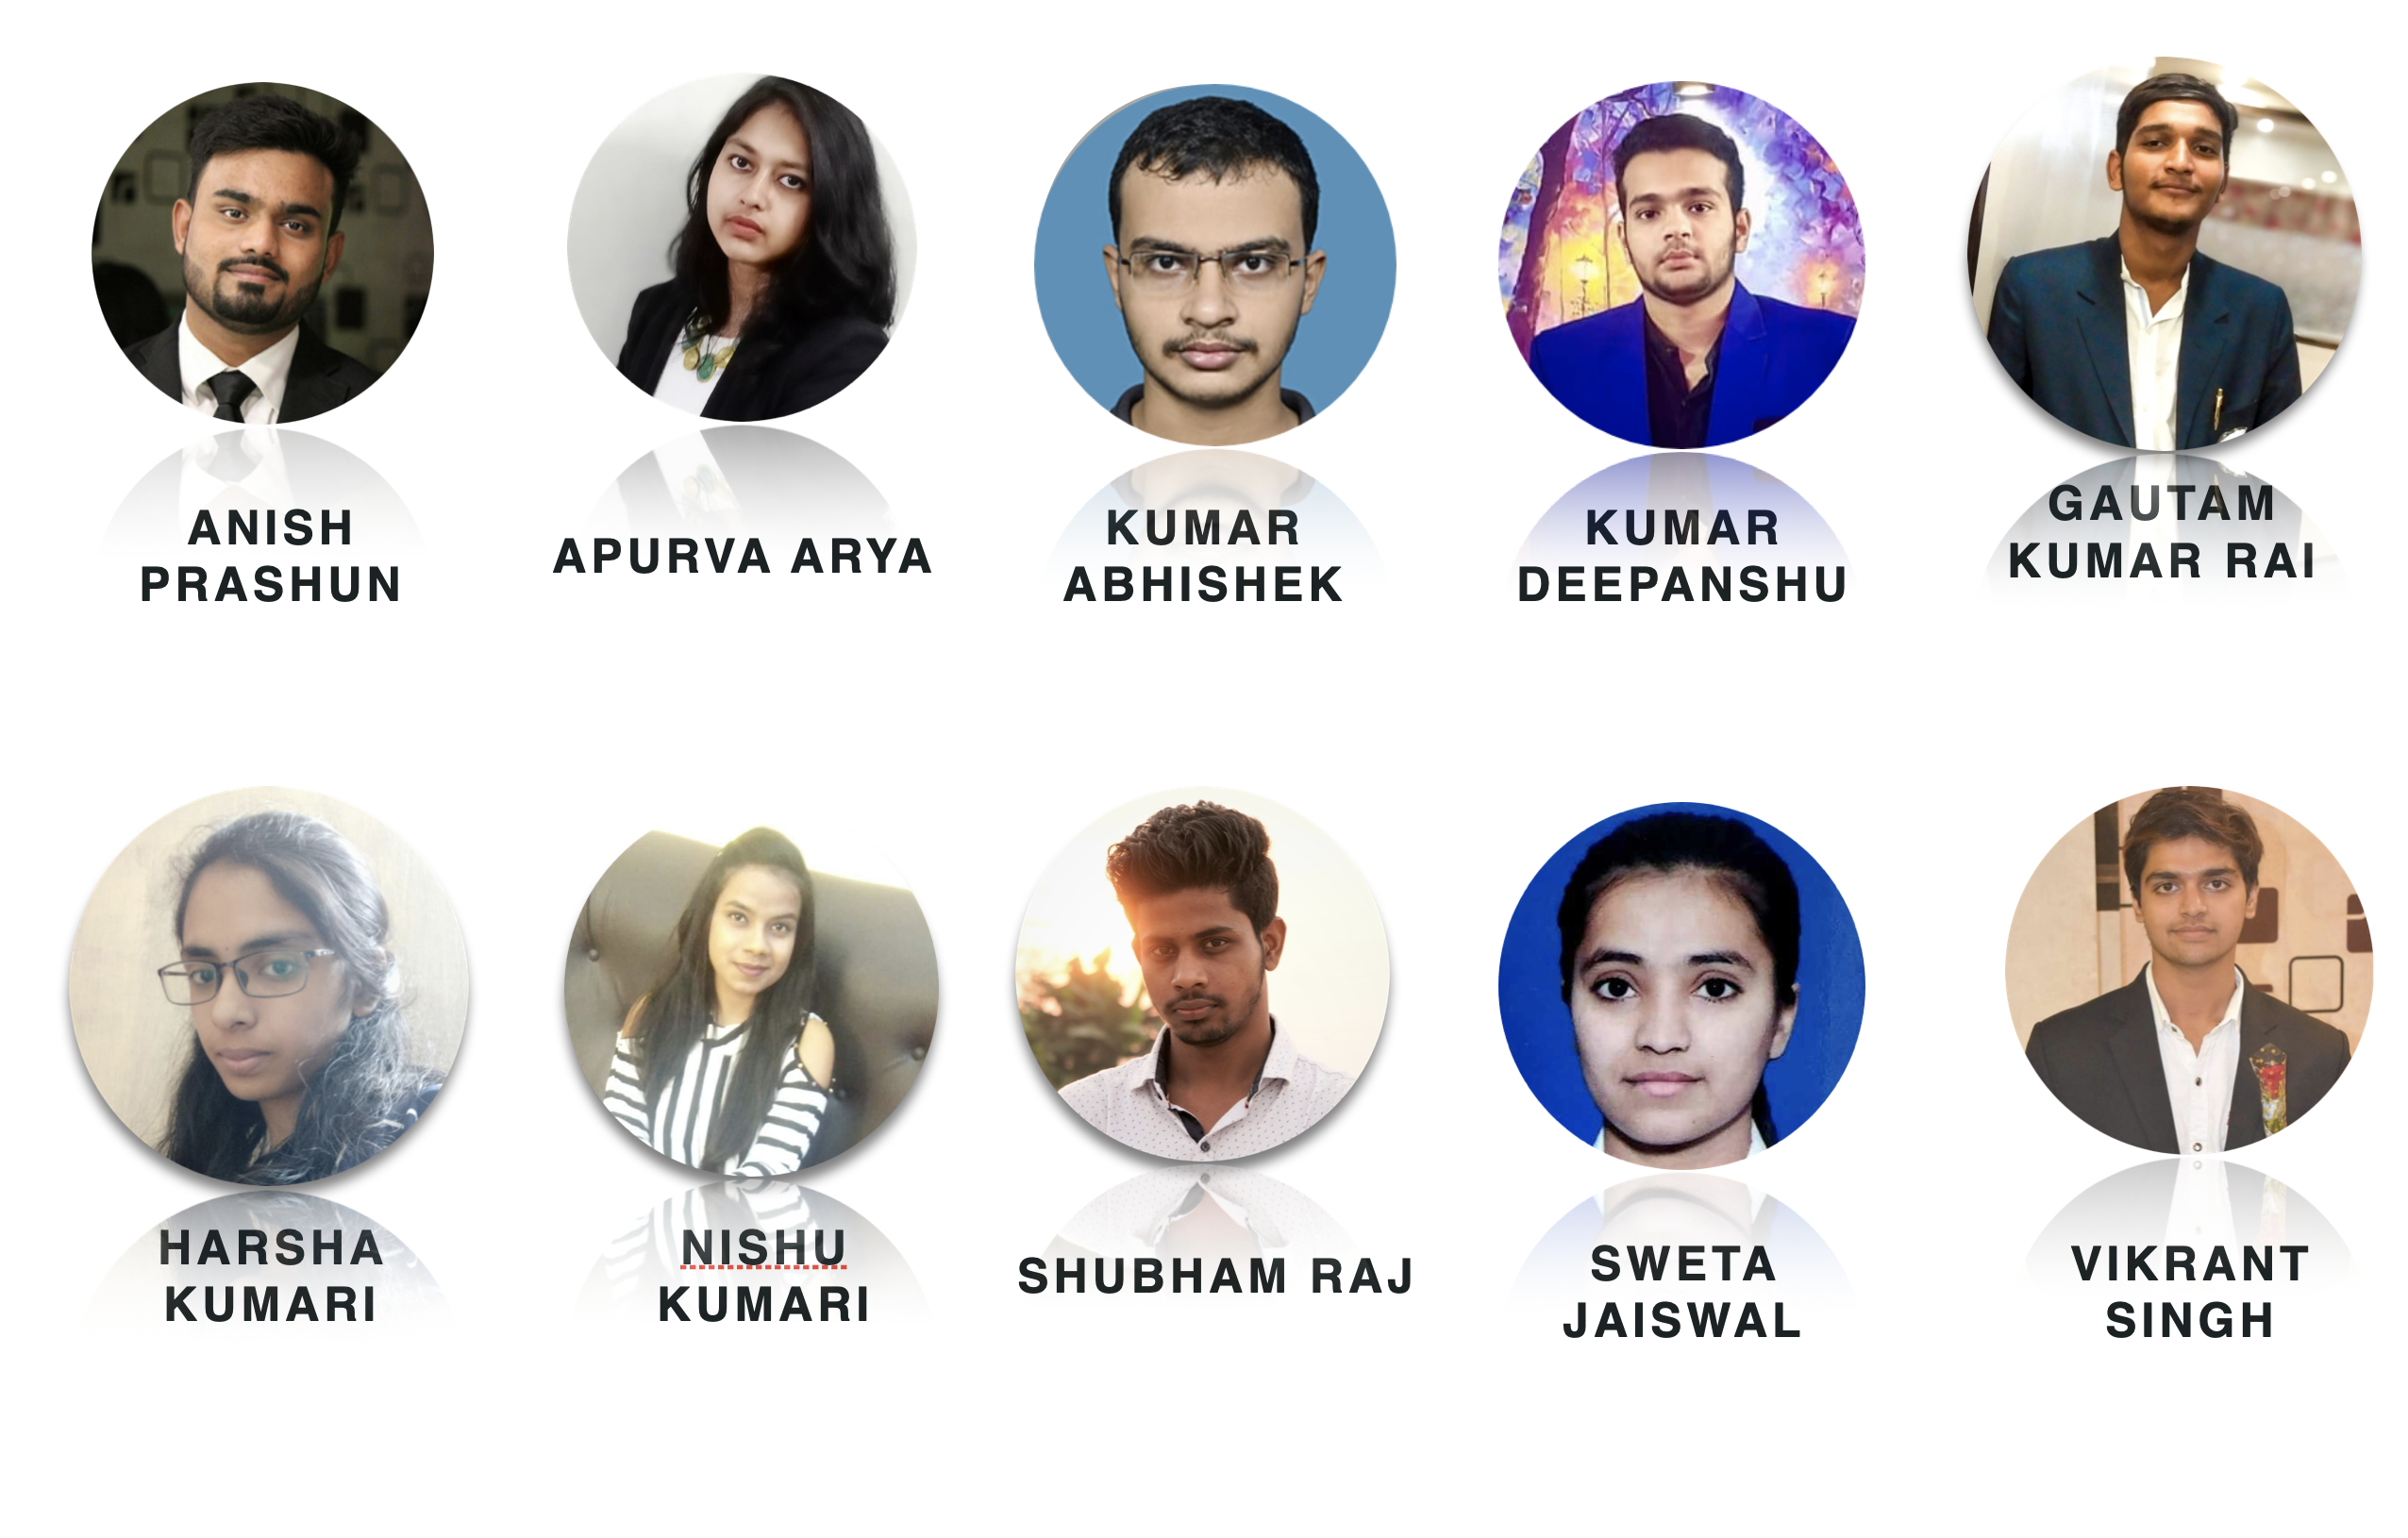 ANISH
PRASHUN
APURVA ARYA
KUMAR
ABHISHEK
KUMAR
DEEPANSHU
GAUTAM
KUMAR RAI
HARSHA
KUMARI
NISHU
KUMARI
SHUBHAM RAJ
SWETA
JAISWAL
VIKRANT
SINGH